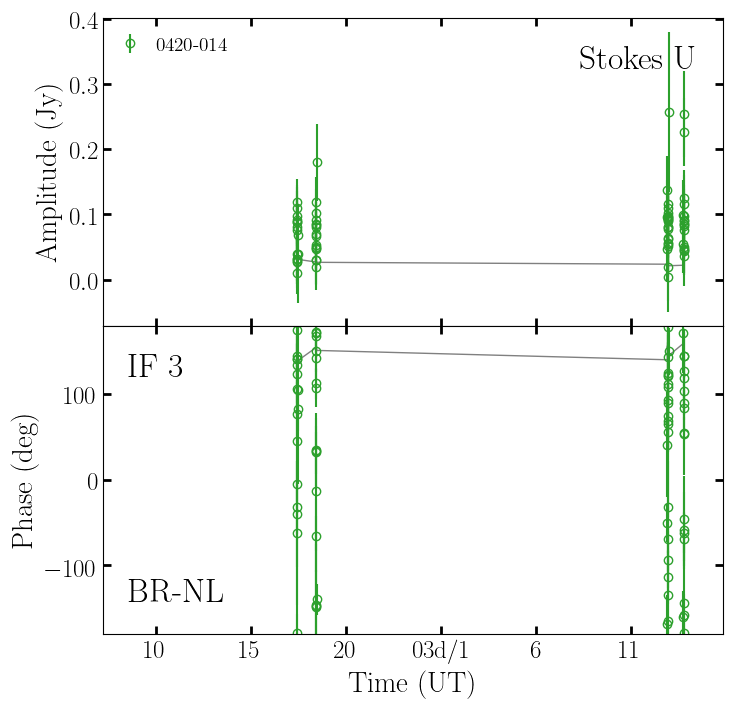 0420-014
Stokes U
0.4
0.3
0.2
0.1
0.0
Amplitude (Jy)
IF 3
BR-NL
100
0
−100
Phase (deg)
10 15 20 03d/1 6 11
Time (UT)